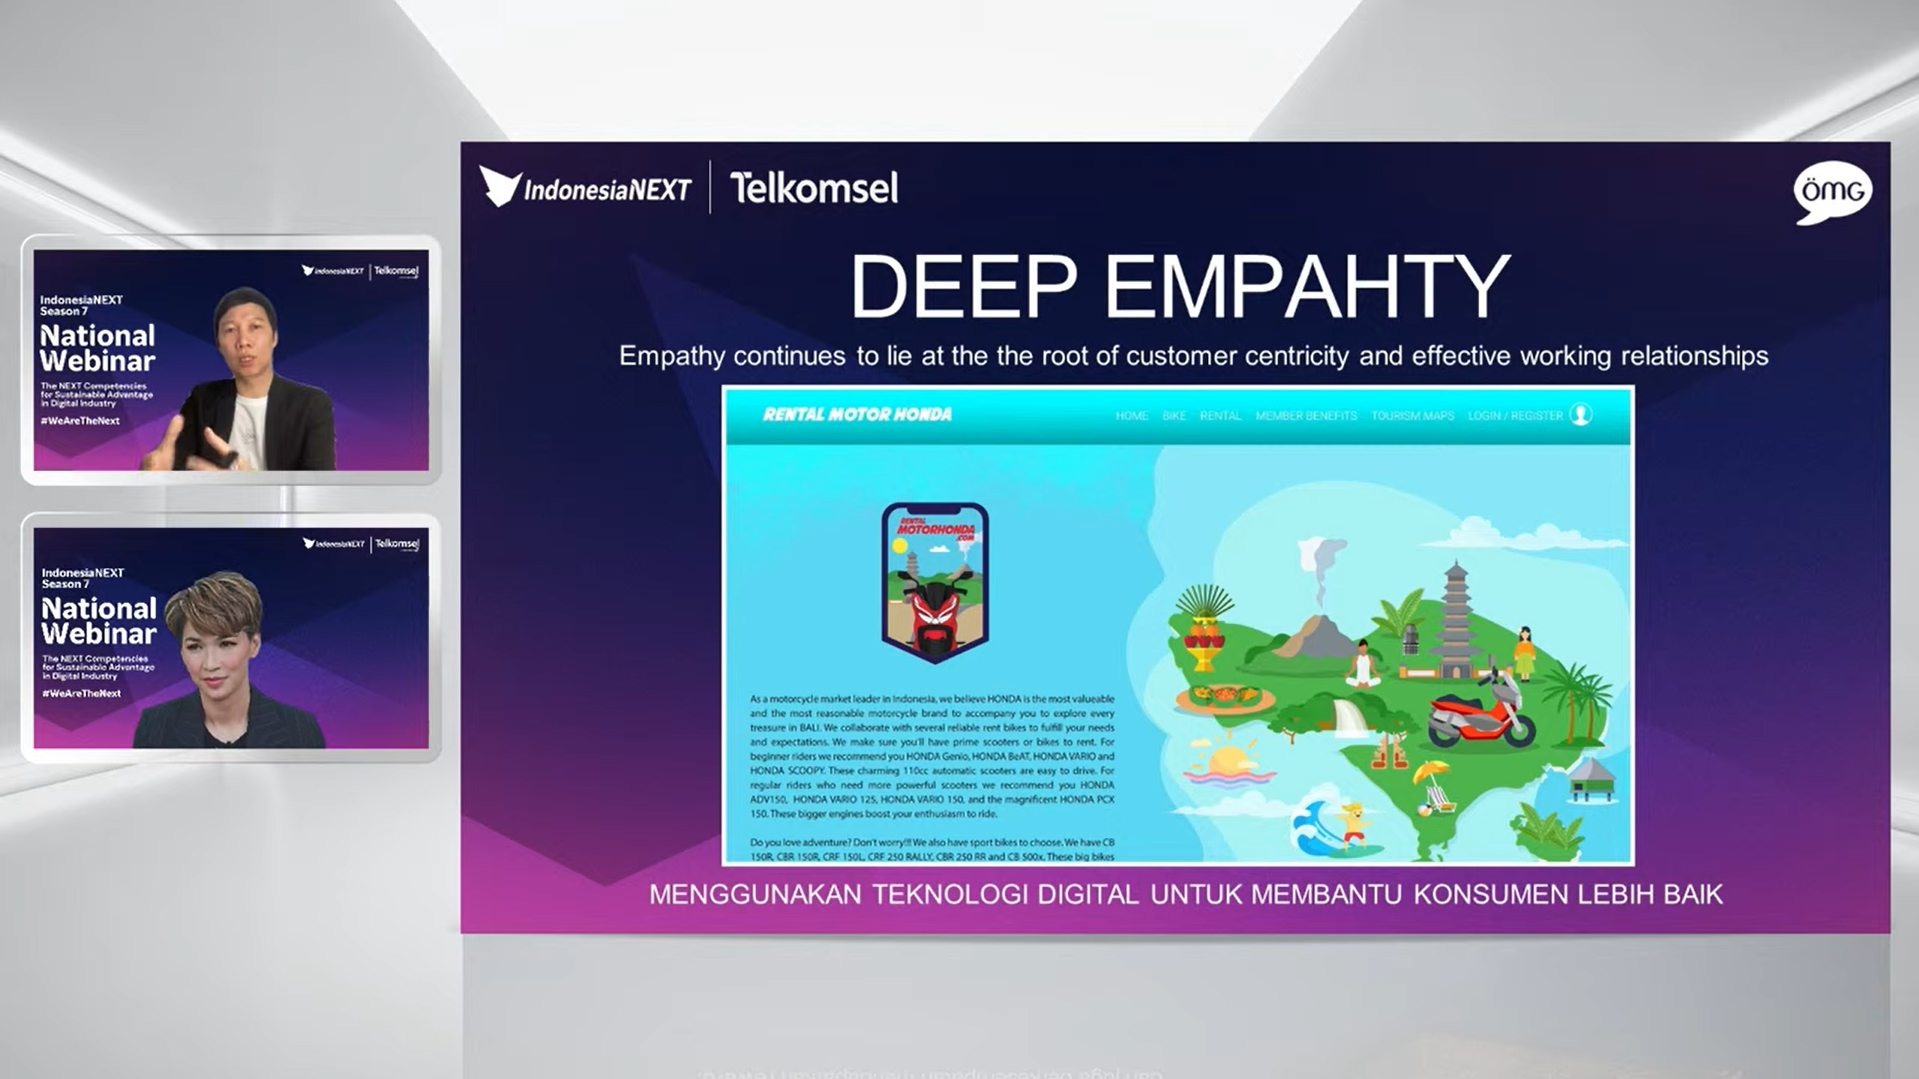 IndonesiaNEXT | Telkomsel
IndonesiaNEXT
Season 7
National
Webinar
The NEXT Competencies
for Sustainable Advantage
in Digital Industry
#WeAreTheNext
IndonesiaNEXT | Telkomsel
IndonesiaNEXT
Season 7
National
Webinar
The NEXT Competencies
for Sustainable Advantage
in Digital Industry
#WeAreTheNext
IndonesiaNEXT | Telkomsel
ÖMG
DEEP EMPAHTY
Empathy continues to lie at the the root of customer centricity and effective working relationships
RENTAL MOTOR HONDA
HOME BIKE RENTAL MEMBER BENEFITS TOURISM MAPS LOGIN / REGISTER
RENTAL
MOTORHONDA
.COM
As a motorcycle market leader in Indonesia, we believe HONDA is the most valueable
and the most reasonable motorcycle brand to accompany you to explore every
treasure in BALI. We collaborate with several reliable rent bikes to fulfill your needs
and expectations. We make sure you'll have prime scooters or bikes to rent. For
beginner riders we recommend you HONDA Genio, HONDA BeAT, HONDA VARIO and
HONDA SCOOPY. These charming 110cc automatic scooters are easy to drive. For
regular riders who need more powerful scooters we recommend you HONDA
ADV150, HONDA VARIO 125, HONDA VARIO 150, and the magnificent HONDA PCX
150. These bigger engines boost your enthusiasm to ride.
Do you love adventure? Don't worry!!! We also have sport bikes to choose. We have CB
150R, CBR 150R, CRF 150L, CRF 250 RALLY, CBR 250 RR and CB 500x. These big bikes
MENGGUNAKAN TEKNOLOGI DIGITAL UNTUK MEMBANTU KONSUMEN LEBIH BAIK